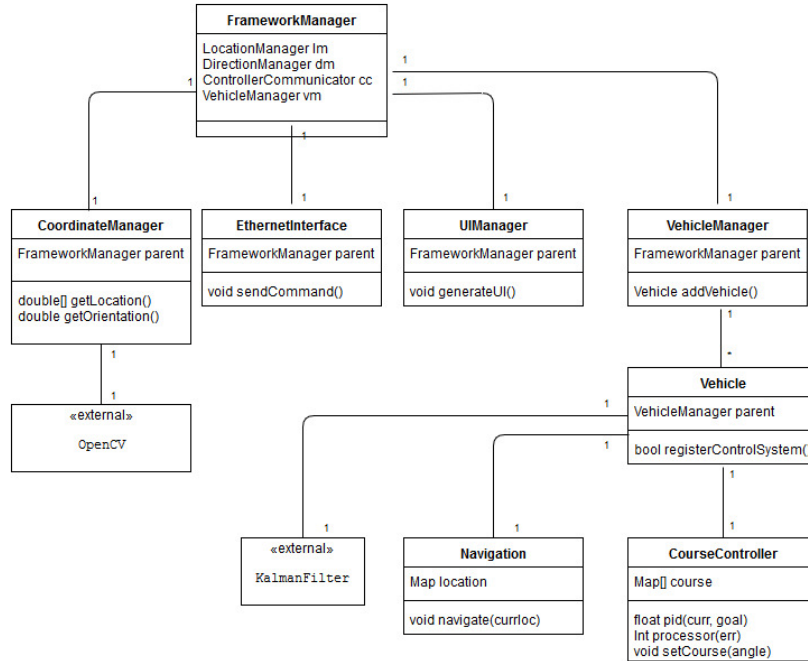 FrameworkManager
LocationManager lm
DirectionManager dm
ControllerCommunicator cc
VehicleManager vm
1
1
1
1
1
1
1
1
CoordinateManager
FrameworkManager parent
double[] getLocation()
double getOrientation()
EthernetInterface
FrameworkManager parent
void sendCommand()
UIManager
FrameworkManager parent
void generateUI()
VehicleManager
FrameworkManager parent
Vehicle addVehicle()
1
1
1
*
«external»
OpenCV
Vehicle
VehicleManager parent
bool registerControlSystem()
1
1
1
1
1
1
«external»
KalmanFilter
Navigation
Map location
void navigate(currloc)
CourseController
Map[] course
float pid(curr, goal)
Int processor(err)
void setCourse(angle)